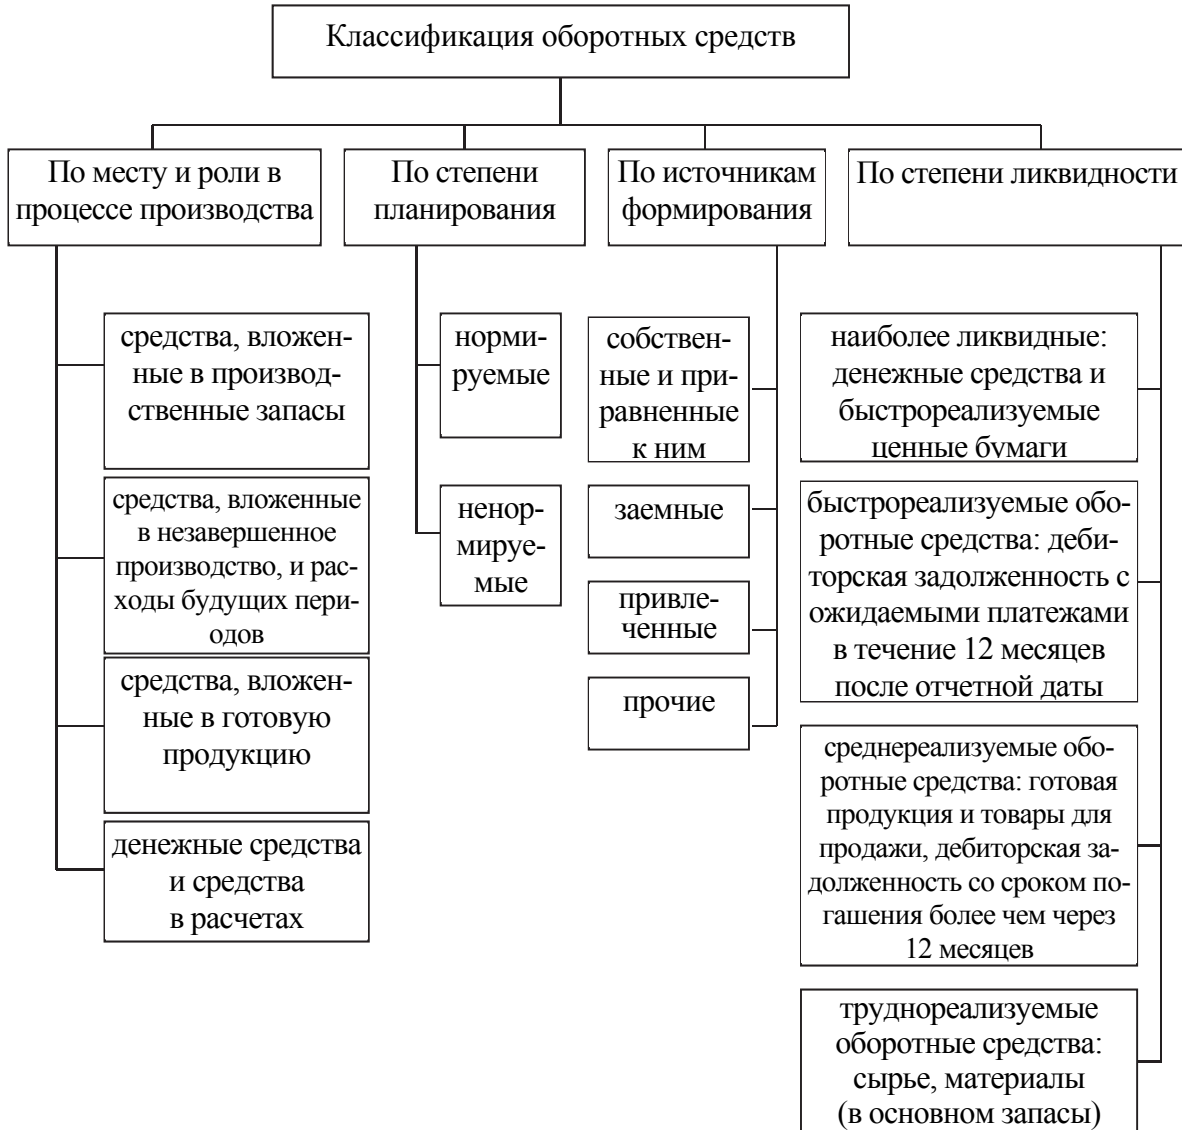 Классификация оборотных средств
По месту и роли в
процессе производства
средства, вложен-
ные в производ-
ственные запасы
средства, вложенные
в незавершенное
производство, и рас-
ходы будущих пери-
одов
средства, вложен-
ные в готовую
продукцию
денежные средства
и средства
в расчетах
По степени
планирования
норми-
руемые
ненор-
мируе-
мые
По источникам
формирования
собствен-
ные и при-
равненные
к ним
заемные
привле-
ченные
прочие
По степени ликвидности
наиболее ликвидные:
денежные средства и
быстрореализуемые
ценные бумаги
быстрореализуемые обо-
ротные средства: деби-
торская задолженность с
ожидаемыми платежами
в течение 12 месяцев
после отчетной даты
среднереализуемые обо-
ротные средства: готовая
продукция и товары для
продажи, дебиторская за-
долженность со сроком по-
гашения более чем через
12 месяцев
труднореализуемые
оборотные средства:
сырье, материалы
(в основном запасы)